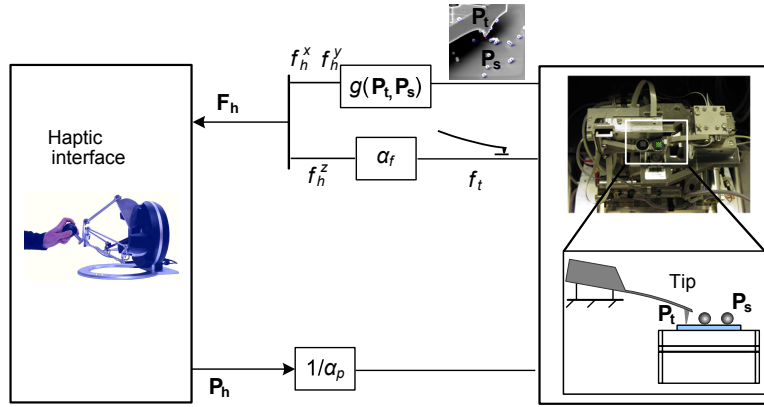 P_t
P_s
f_h^x f_h^y
g(P_t, P_s)
F_h
Haptic
interface
α_f
f_h^z
f_t
Tip
P_t
P_s
1/α_p
P_h